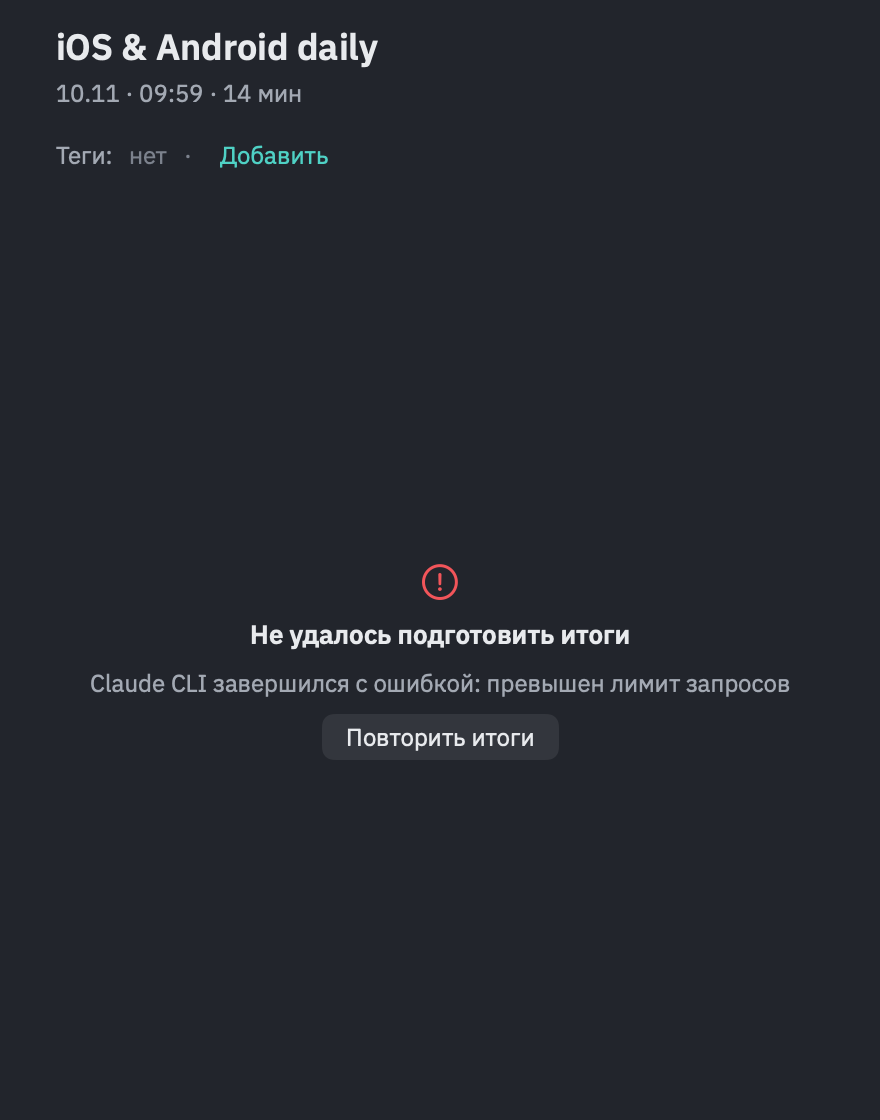 iOS & Android daily
10.11 · 09:59 · 14 мин
Теги: нет · Добавить
Не удалось подготовить итоги
Claude CLI завершился с ошибкой: превышен лимит запросов
Повторить итоги